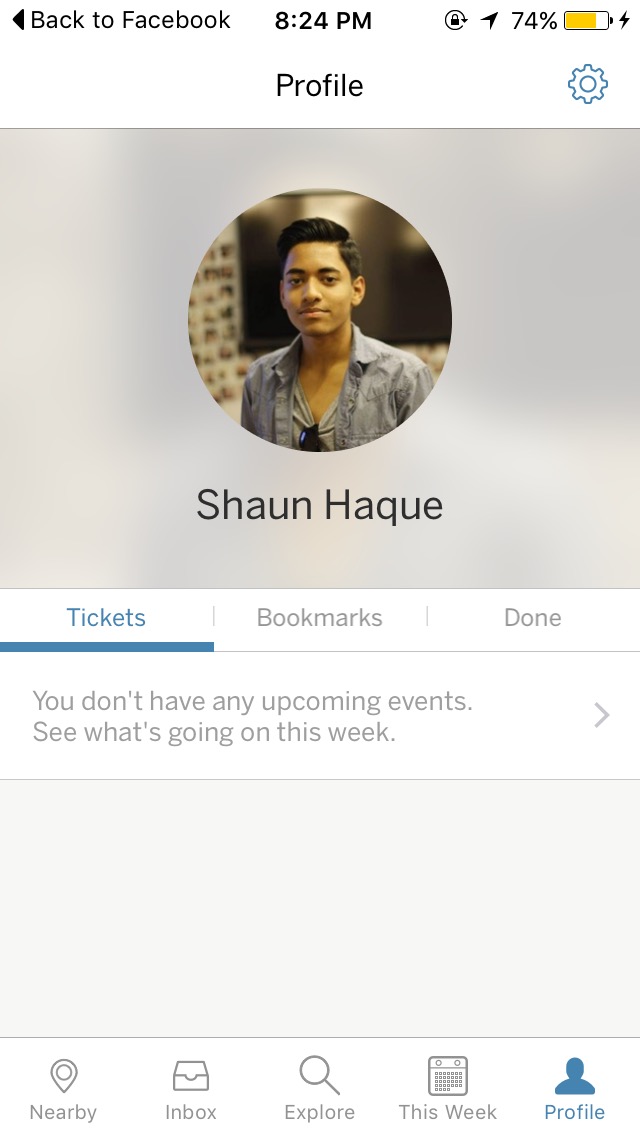 Back to Facebook 8:24 PM 74%
Profile
Shaun Haque
Tickets Bookmarks Done
You don't have any upcoming events.
See what's going on this week.
Nearby Inbox Explore This Week Profile